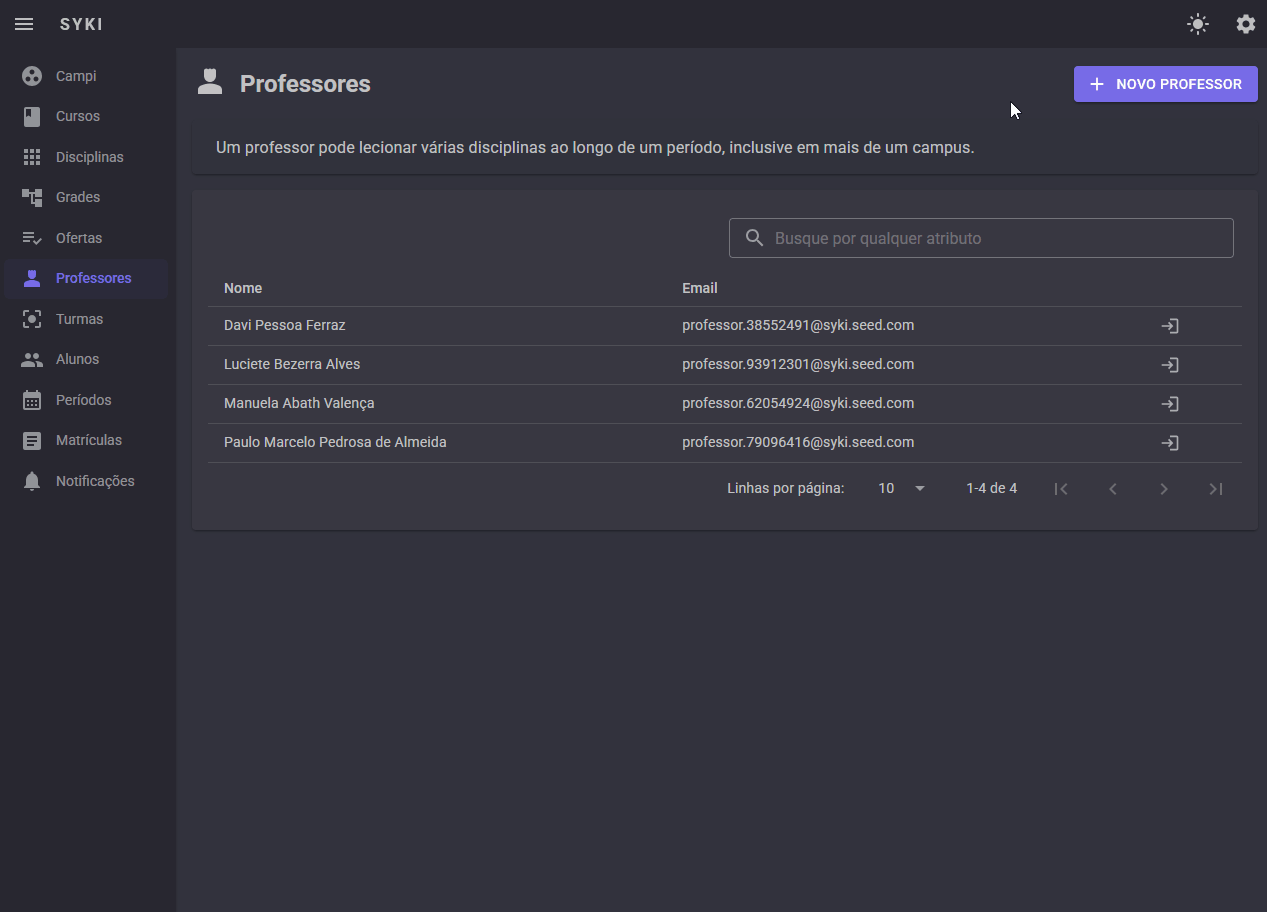 SYKI
Campi
Cursos
Disciplinas
Grades
Ofertas
Professores
Turmas
Alunos
Períodos
Matrículas
Notificações
Professores
NOVO PROFESSOR
Um professor pode lecionar várias disciplinas ao longo de um período, inclusive em mais de um campus.
Busque por qualquer atributo
Nome Email
Davi Pessoa Ferraz professor.38552491@syki.seed.com
Luciete Bezerra Alves professor.93912301@syki.seed.com
Manuela Abath Valença professor.62054924@syki.seed.com
Paulo Marcelo Pedrosa de Almeida professor.79096416@syki.seed.com
Linhas por página: 10 1-4 de 4